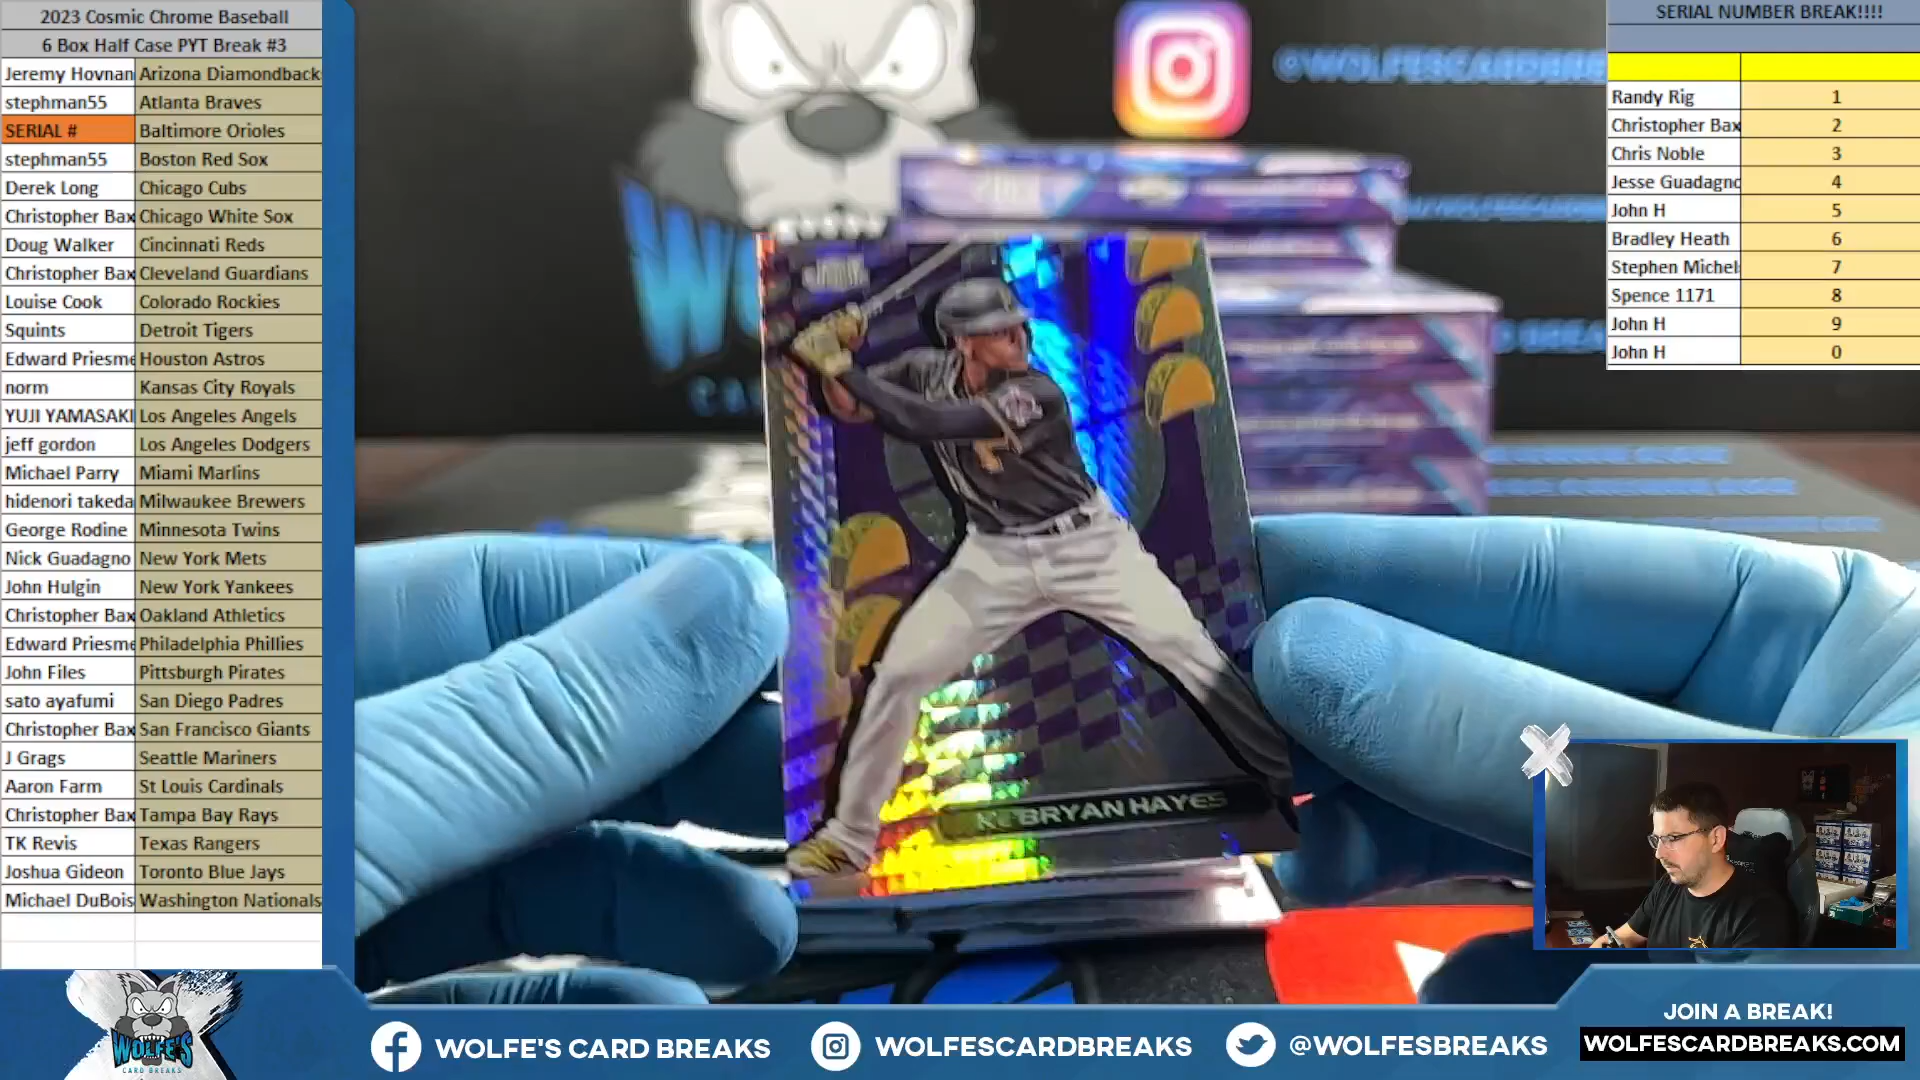 2023 Cosmic Chrome Baseball
6 Box Half Case PYT Break #3
Jeremy Hovnan Arizona Diamondback
stephman55 Atlanta Braves
SERIAL # Baltimore Orioles
stephman55 Boston Red Sox
Derek Long Chicago Cubs
Christopher Bax Chicago White Sox
Doug Walker Cincinnati Reds
Christopher Bax Cleveland Guardians
Louise Cook Colorado Rockies
Squints Detroit Tigers
Edward Priesme Houston Astros
norm Kansas City Royals
YUJI YAMASAKI Los Angeles Angels
jeff gordon Los Angeles Dodgers
Michael Parry Miami Marlins
hidenori takeda Milwaukee Brewers
George Rodine Minnesota Twins
Nick Guadagno New York Mets
John Hulgin New York Yankees
Christopher Bax Oakland Athletics
Edward Priesme Philadelphia Phillies
John Files Pittsburgh Pirates
sato ayafumi San Diego Padres
Christopher Bax San Francisco Giants
J Grags Seattle Mariners
Aaron Farm St Louis Cardinals
Christopher Bax Tampa Bay Rays
TK Revis Texas Rangers
Joshua Gideon Toronto Blue Jays
Michael DuBois Washington Nationals
SERIAL NUMBER BREAK!!!!
Randy Rig 1
Christopher Bax 2
Chris Noble 3
Jesse Guadagno 4
John H 5
Bradley Heath 6
Stephen Michel 7
Spence 1171 8
John H 9
John H 0
@WOLFESCARDBRE
KE'BRYAN HAYES
WOLFE'S
CARD BREAKS
WOLFE'S CARD BREAKS
WOLFESCARDBREAKS
@WOLFESBREAKS
JOIN A BREAK!
WOLFESCARDBREAKS.COM